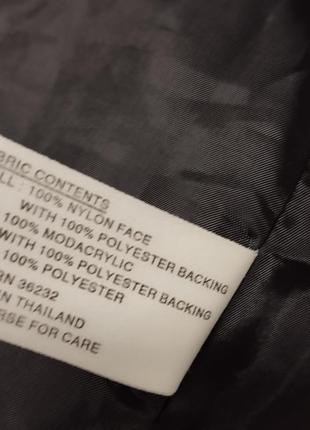 BRIC CONTENTS
LL : 100% NYLON FACE
WITH 100% POLYESTER BACKING
100% MODACRYLIC
WITH 100% POLYESTER BACKING
100% POLYESTER
RN 36232
EN THAILAND
RSE FOR CARE